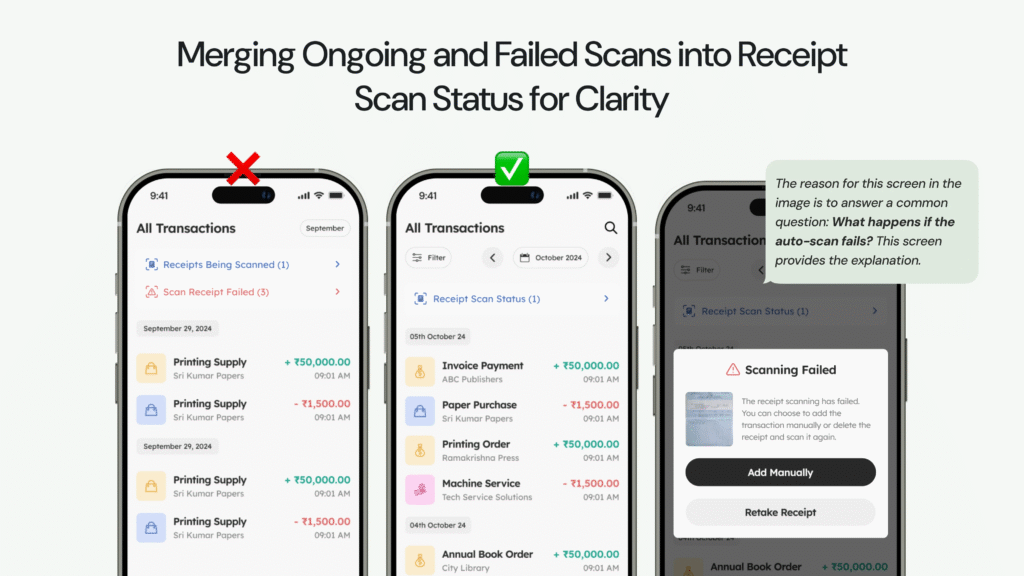 Merging Ongoing and Failed Scans into Receipt
Scan Status for Clarity
9:41
All Transactions
September
Receipts Being Scanned (1)
Scan Receipt Failed (3)
September 29, 2024
Printing Supply
+ ₹50,000.00
Sri Kumar Papers
09:01 AM
Printing Supply
- ₹1,500.00
Sri Kumar Papers
09:01 AM
September 29, 2024
Printing Supply
+ ₹50,000.00
Sri Kumar Papers
09:01 AM
Printing Supply
- ₹1,500.00
Sri Kumar Papers
09:01 AM
9:41
All Transactions
Filter
October 2024
Receipt Scan Status (1)
05th October 24
Invoice Payment
+ ₹50,000.00
ABC Publishers
09:01 AM
Paper Purchase
- ₹1,500.00
Sri Kumar Papers
09:01 AM
Printing Order
+ ₹50,000.00
Ramakrishna Press
09:01 AM
Machine Service
- ₹1,500.00
Tech Service Solutions
09:01 AM
04th October 24
Annual Book Order
+ ₹50,000.00
City Library
09:01 AM
9:41
All Transaction
Filter
Receipt Scan Status (1)
The reason for this screen in the
image is to answer a common
question: What happens if the
auto-scan fails? This screen
provides the explanation.
Scanning Failed
The receipt scanning has failed.
You can choose to add the
transaction manually or delete the
receipt and scan it again.
Add Manually
Retake Receipt
Annual Book Order
+ ₹50,000.00